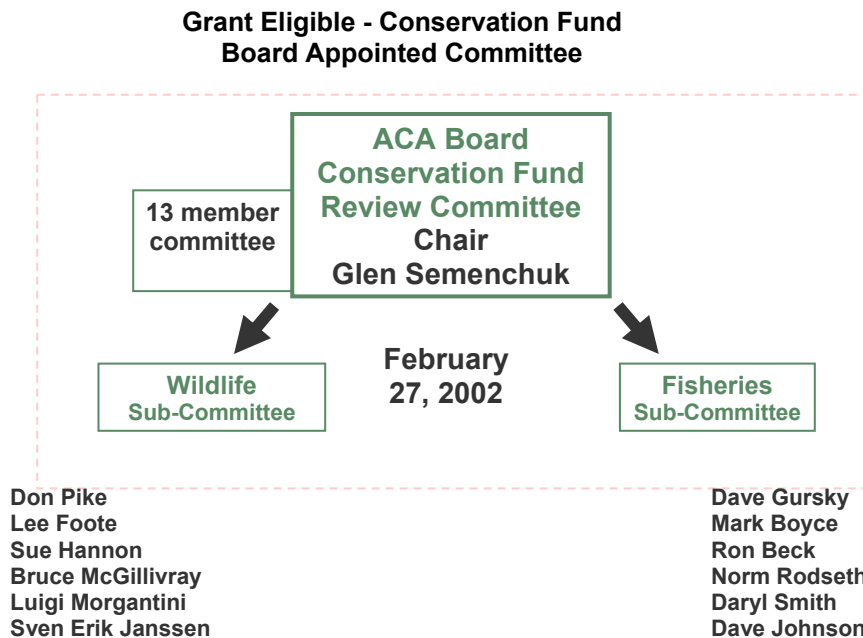 Grant Eligible - Conservation Fund
Board Appointed Committee
ACA Board
Conservation Fund
Review Committee
Chair
Glen Semenchuk
13 member
committee
February
27, 2002
Wildlife
Sub-Committee
Fisheries
Sub-Committee
Don Pike
Lee Foote
Sue Hannon
Bruce McGillivray
Luigi Morgantini
Sven Erik Janssen
Dave Gursky
Mark Boyce
Ron Beck
Norm Rodseth
Daryl Smith
Dave Johnson